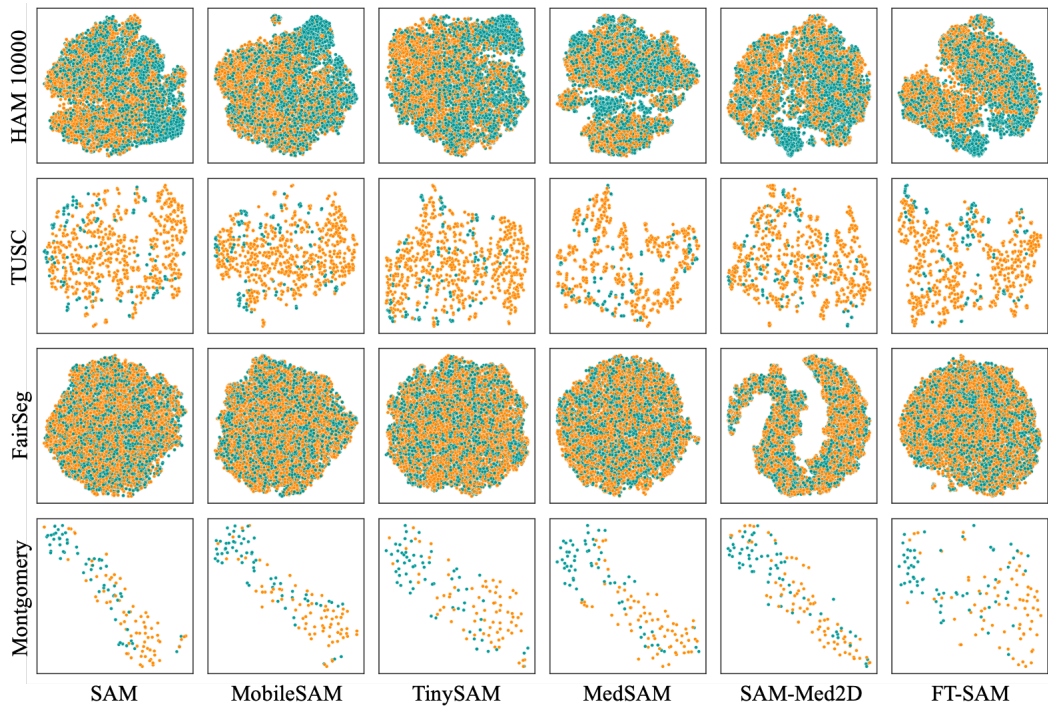 HAM 10000
TUSC
FairSeg
Montgomery
SAM
MobileSAM
TinySAM
MedSAM
SAM-Med2D
FT-SAM